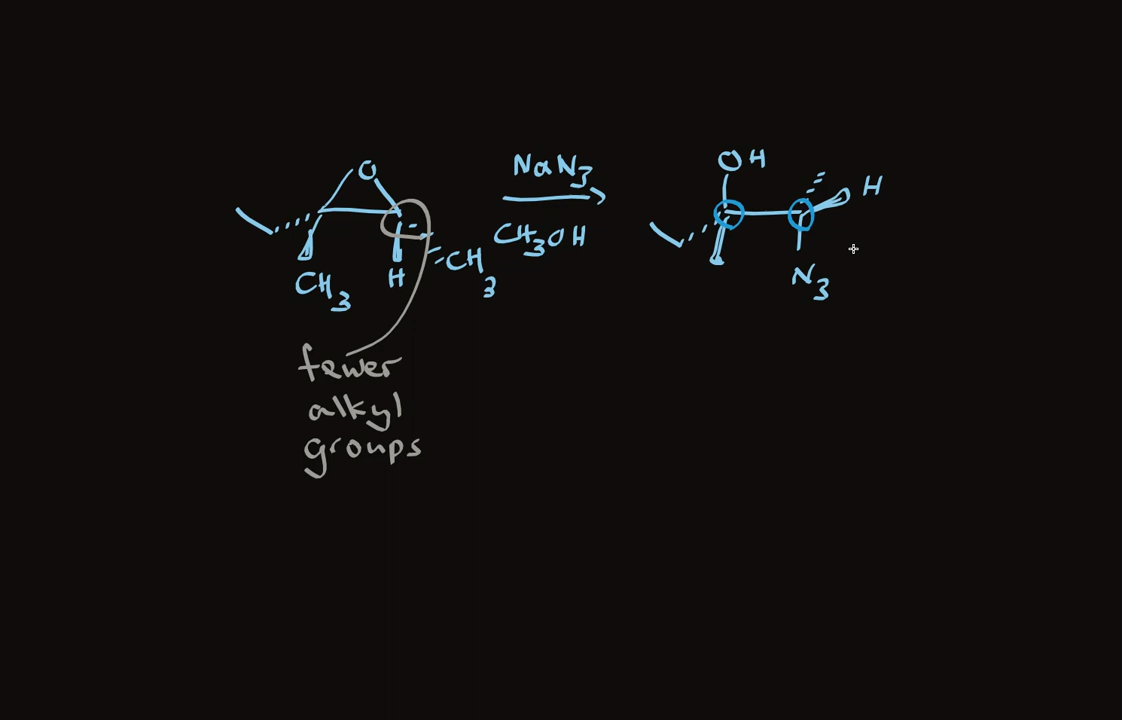 O
NaN3
CH3OH
CH3
H
CH3
OH
H
N3
fewer
alkyl
groups